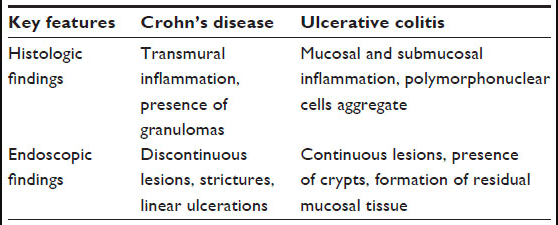 Key features Crohn's disease Ulcerative colitis
Histologic Transmural Mucosal and submucosal
findings inflammation, inflammation, polymorphonuclear
presence of cells aggregate
granulomas
Endoscopic Discontinuous Continuous lesions, presence
findings lesions, strictures, of crypts, formation of residual
linear ulcerations mucosal tissue